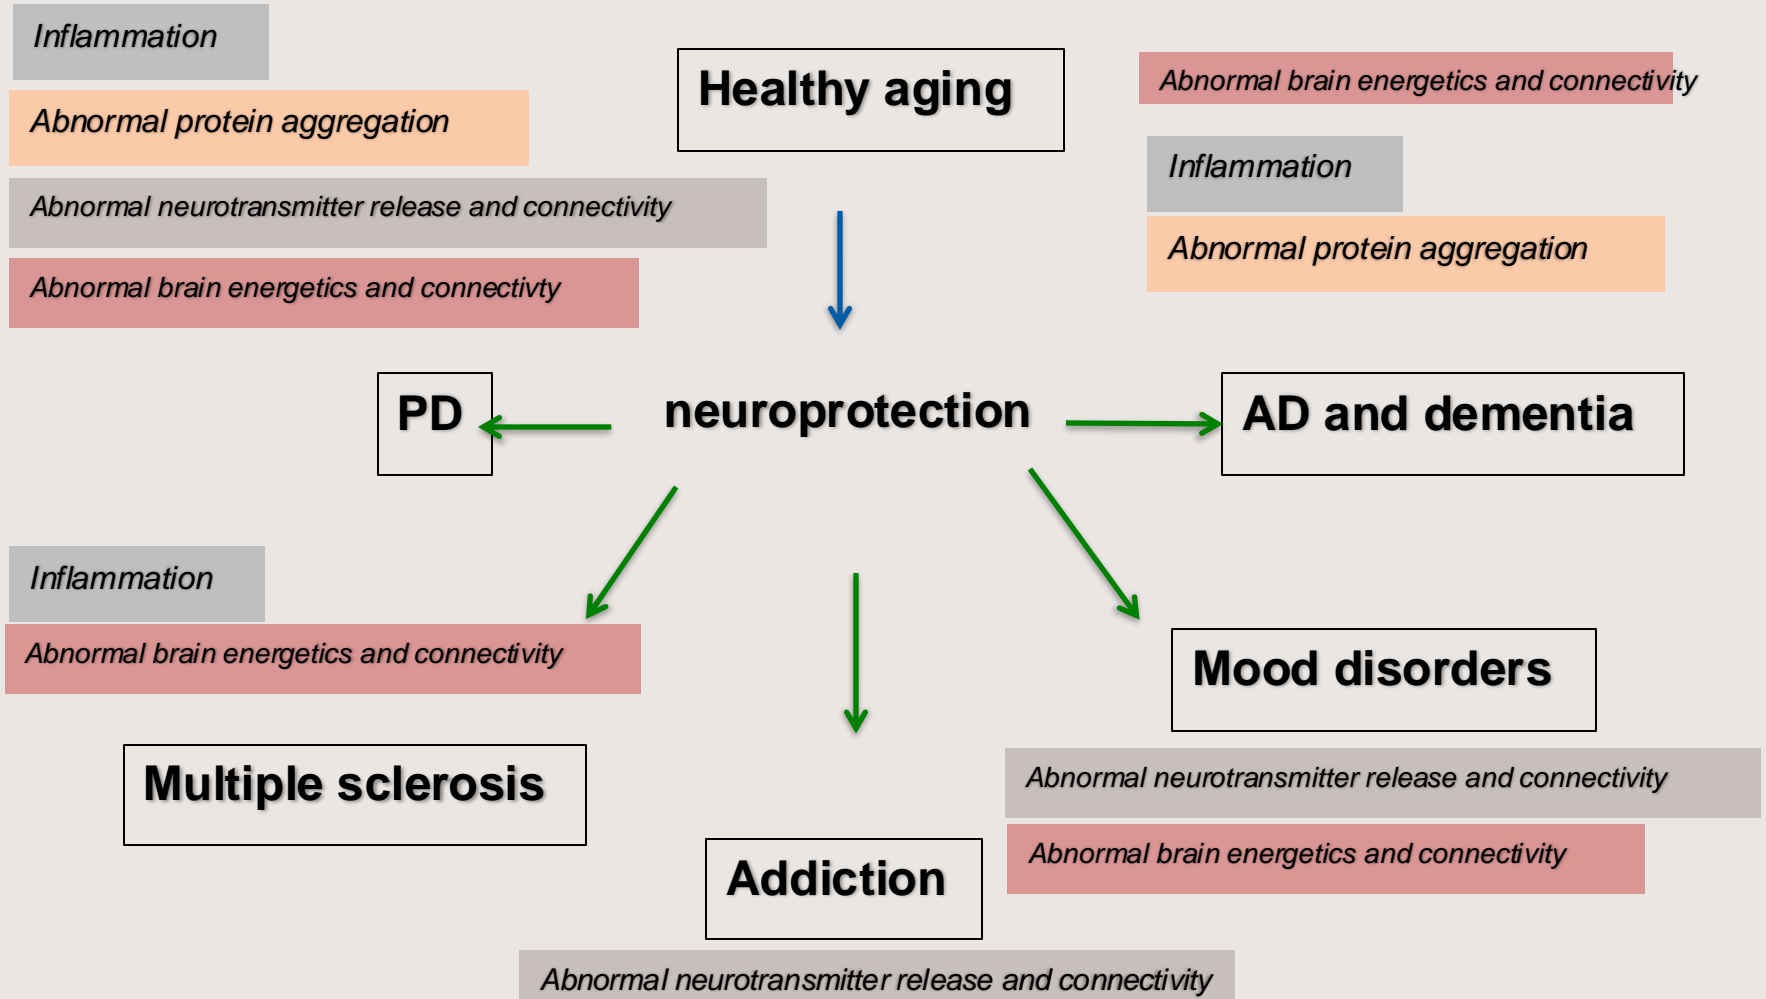 Inflammation
Abnormal protein aggregation
Abnormal neurotransmitter release and connectivity
Abnormal brain energetics and connectivty
Healthy aging
Abnormal brain energetics and connectivity
Inflammation
Abnormal protein aggregation
PD
neuroprotection
AD and dementia
Inflammation
Abnormal brain energetics and connectivity
Multiple sclerosis
Mood disorders
Abnormal neurotransmitter release and connectivity
Abnormal brain energetics and connectivity
Addiction
Abnormal neurotransmitter release and connectivity